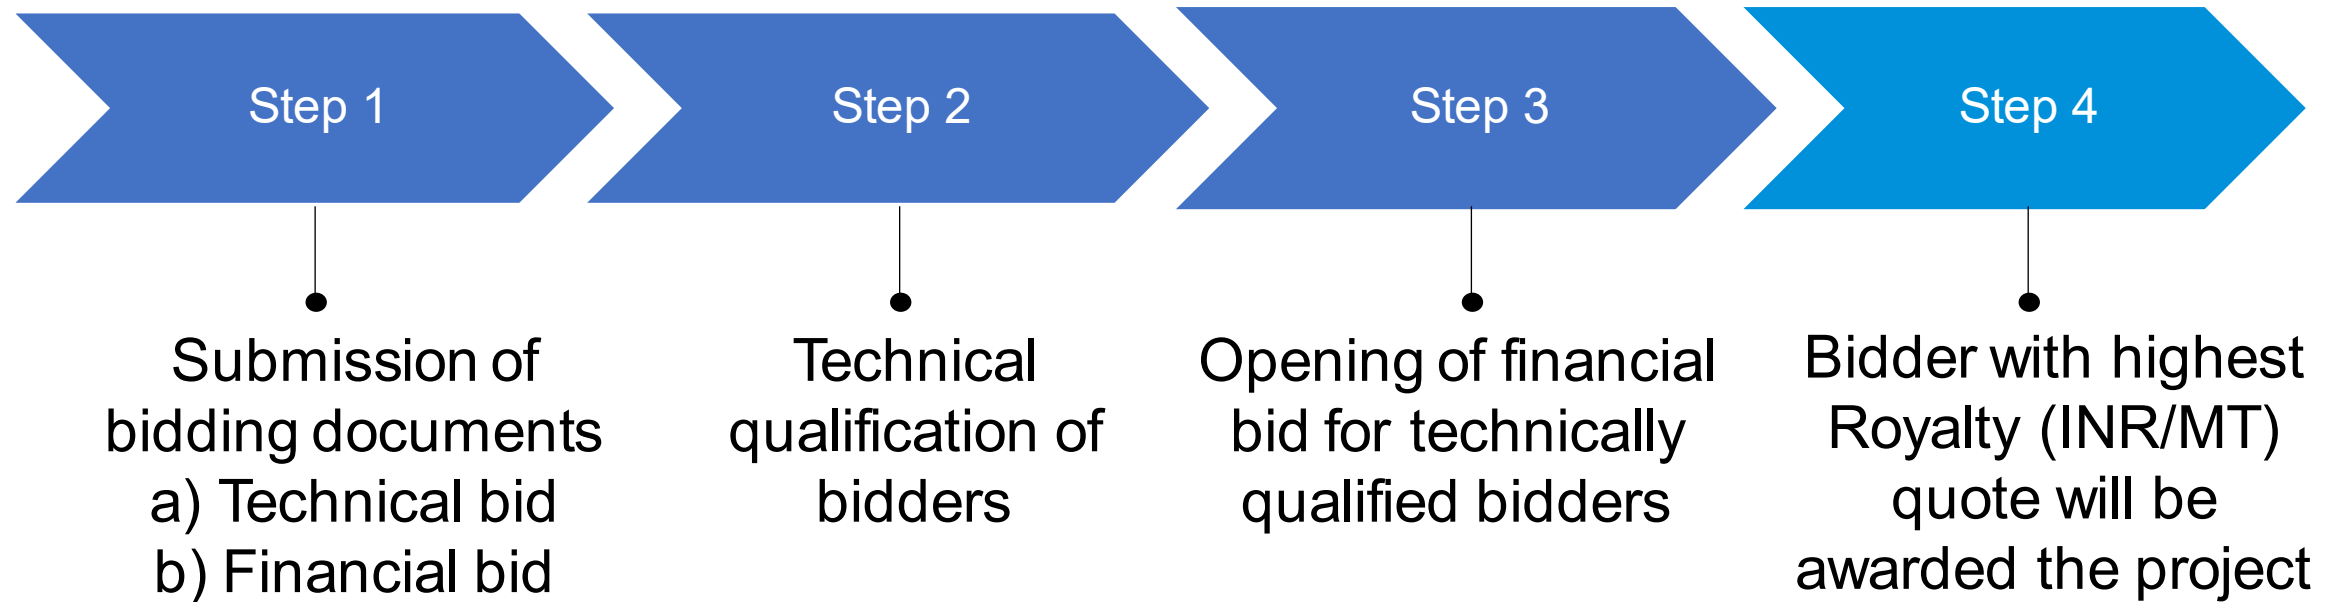 Step 1
Step 2
Step 3
Step 4
Submission of
bidding documents
a) Technical bid
b) Financial bid
Technical
qualification of
bidders
Opening of financial
bid for technically
qualified bidders
Bidder with highest
Royalty (INR/MT)
quote will be
awarded the project